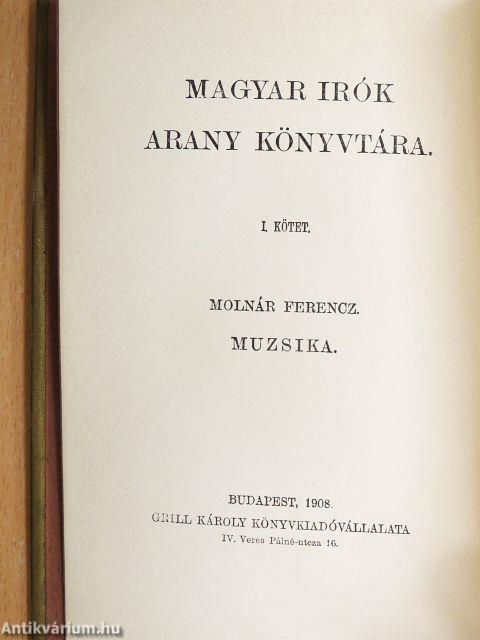 MAGYAR IRÓK
ARANY KÖNYVTÁRA.
I. KÖTET.
MOLNÁR FERENCZ.
MUZSIKA.
BUDAPEST, 1908.
GRILL KÁROLY KÖNYVKIADÓVÁLLALATA
IV. Veres Pálné-utcza 16.
Antikvárium.hu